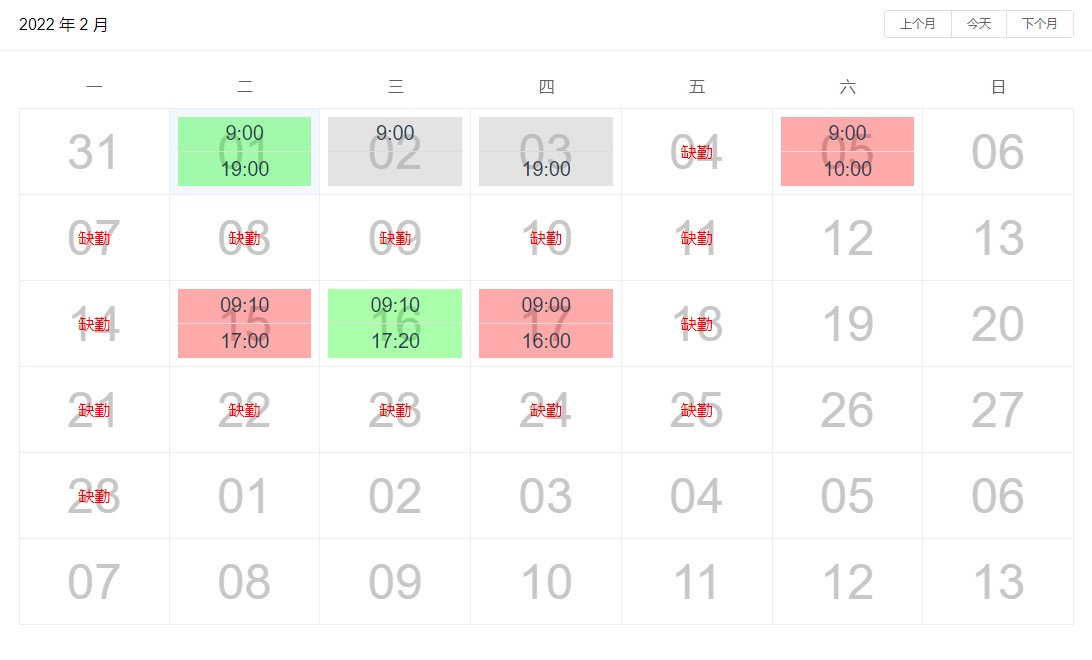 2022 年 2 月
上个月 今天 下个月
一 二 三 四 五 六 日
31
01 9:00 19:00
02 9:00
03 19:00
04 缺勤
05 9:00 10:00
06
07 缺勤
08 缺勤
09 缺勤
10 缺勤
11 缺勤
12
13
14 缺勤
15 09:10 17:00
16 09:10 17:20
17 09:00 16:00
18 缺勤
19
20
21 缺勤
22 缺勤
23 缺勤
24 缺勤
25 缺勤
26
27
28 缺勤
01
02
03
04
05
06
07
08
09
10
11
12
13